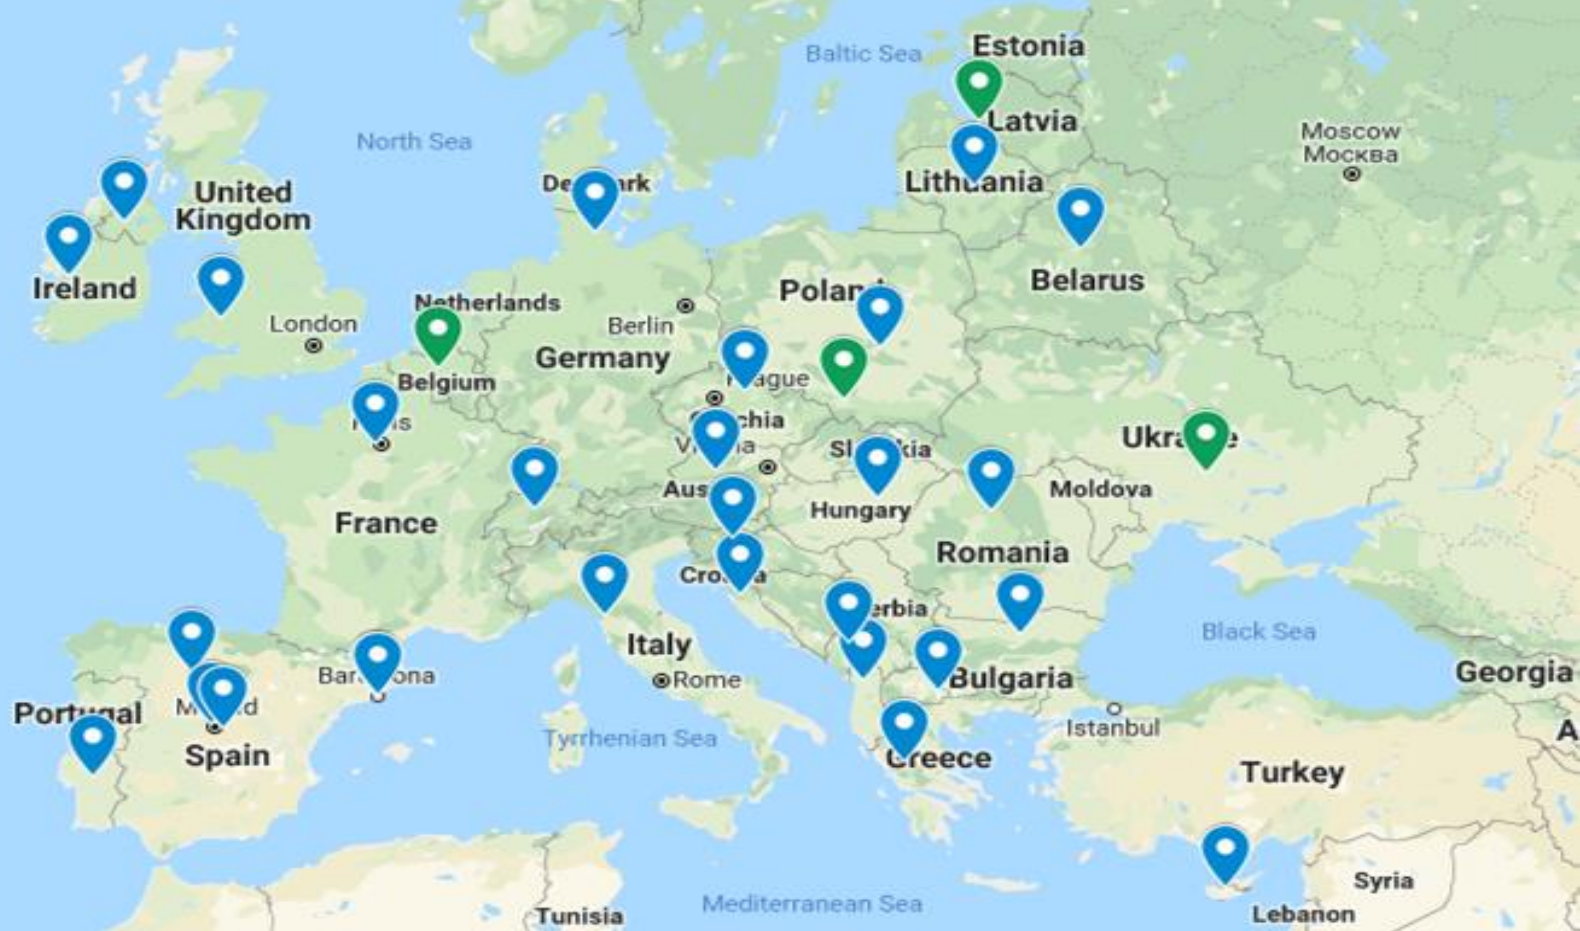 Estonia
Baltic Sea
Latvia
Moscow
Москва
North Sea
Lithuania
United
Kingdom
Ireland
Belarus
Netherlands
London
Berlin
Germany
Belgium
France
Hungary
Moldova
Romania
Italy
Rome
Black Sea
Georgia
Bulgaria
Portugal
Spain
Istanbul
Tyrrhenian Sea
Greece
Turkey
Syria
Mediterranean Sea
Lebanon
Tunisia